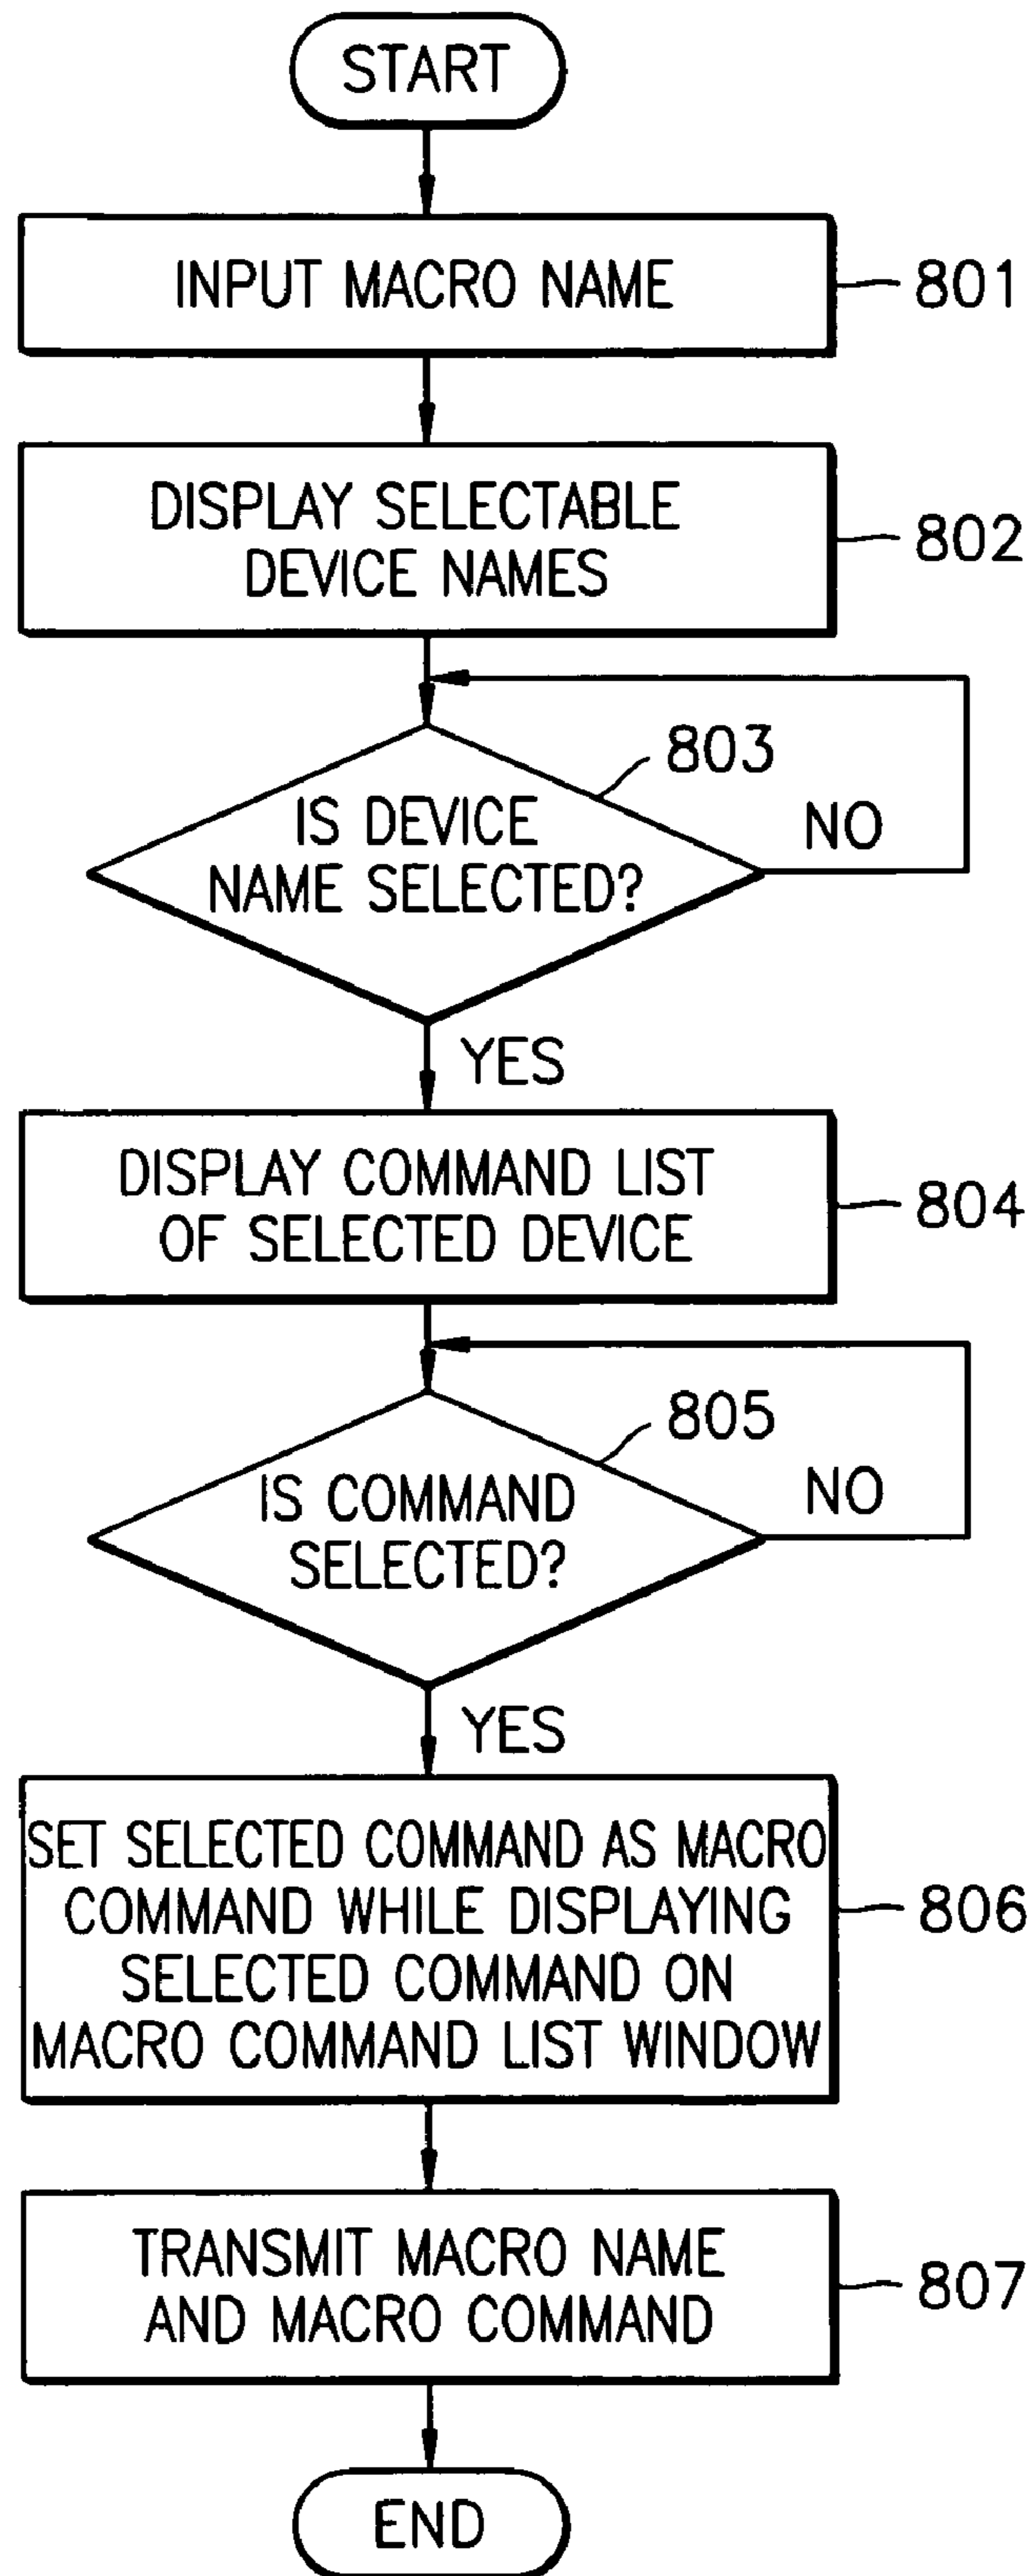 START
INPUT MACRO NAME
801
DISPLAY SELECTABLE
DEVICE NAMES
802
803
IS DEVICE
NAME SELECTED?
NO
YES
DISPLAY COMMAND LIST
OF SELECTED DEVICE
804
805
IS COMMAND
SELECTED?
NO
YES
SET SELECTED COMMAND AS MACRO
COMMAND WHILE DISPLAYING
SELECTED COMMAND ON
MACRO COMMAND LIST WINDOW
806
TRANSMIT MACRO NAME
AND MACRO COMMAND
807
END